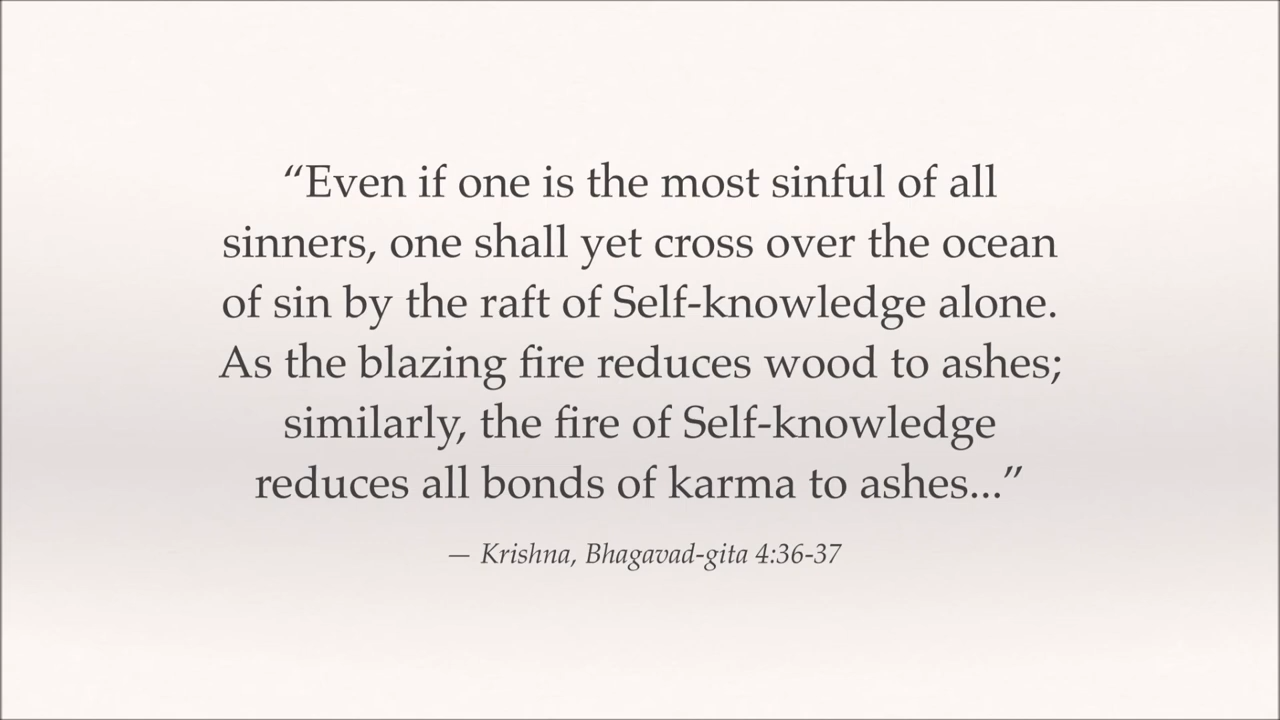 “Even if one is the most sinful of all
sinners, one shall yet cross over the ocean
of sin by the raft of Self-knowledge alone.
As the blazing fire reduces wood to ashes;
similarly, the fire of Self-knowledge
reduces all bonds of karma to ashes...”
— Krishna, Bhagavad-gita 4:36-37